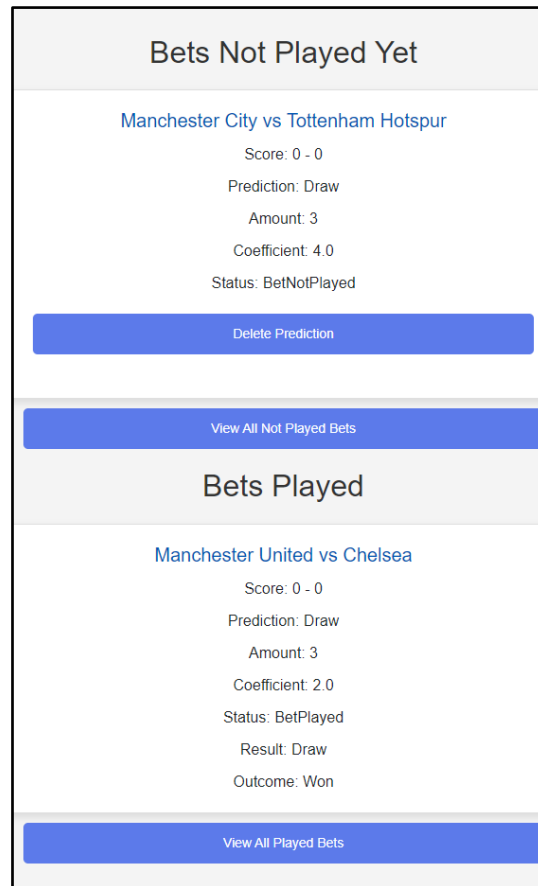 Bets Not Played Yet
Manchester City vs Tottenham Hotspur
Score: 0 - 0
Prediction: Draw
Amount: 3
Coefficient: 4.0
Status: BetNotPlayed
Delete Prediction
View All Not Played Bets
Bets Played
Manchester United vs Chelsea
Score: 0 - 0
Prediction: Draw
Amount: 3
Coefficient: 2.0
Status: BetPlayed
Result: Draw
Outcome: Won
View All Played Bets